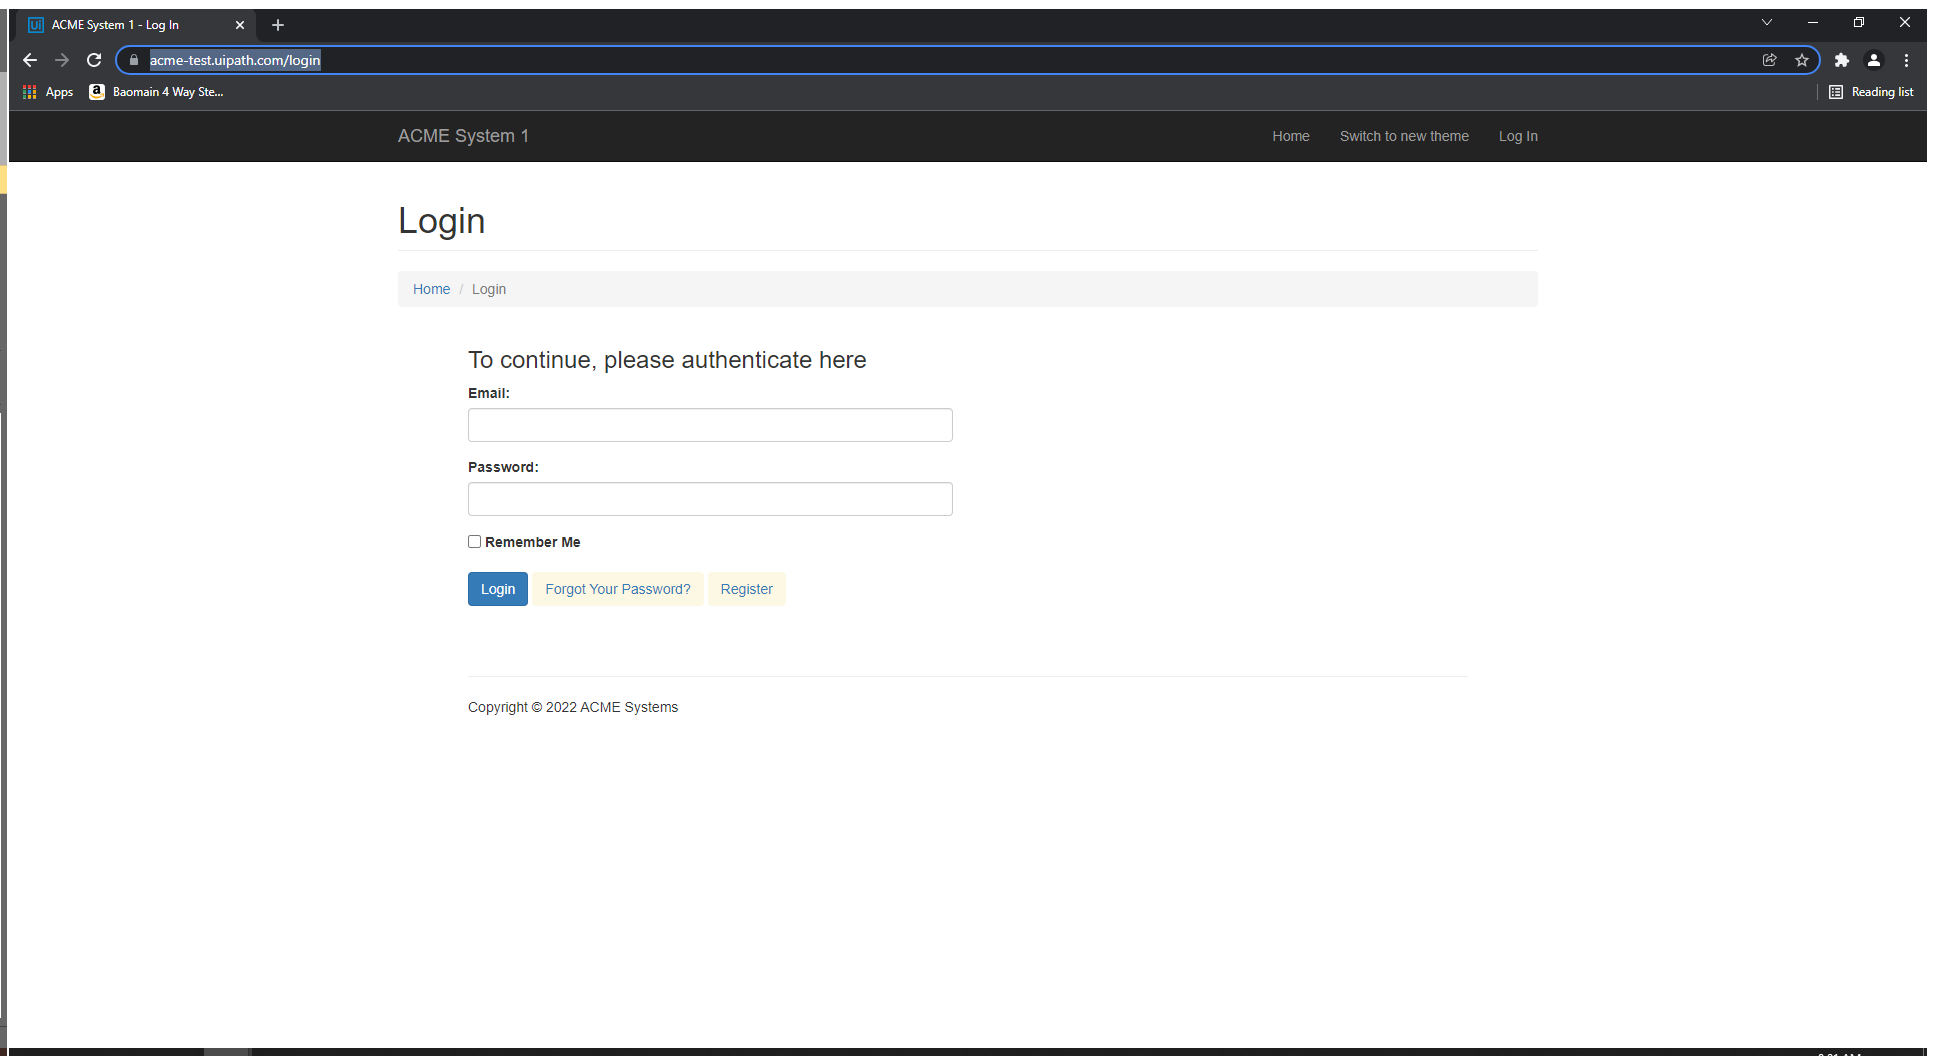 ACME System 1 - Log In
acme-test.uipath.com/login
Apps Baomain 4 Way Ste... Reading list
ACME System 1 Home Switch to new theme Log In
Login
Home / Login
To continue, please authenticate here
Email:
Password:
Remember Me
Login Forgot Your Password? Register
Copyright © 2022 ACME Systems